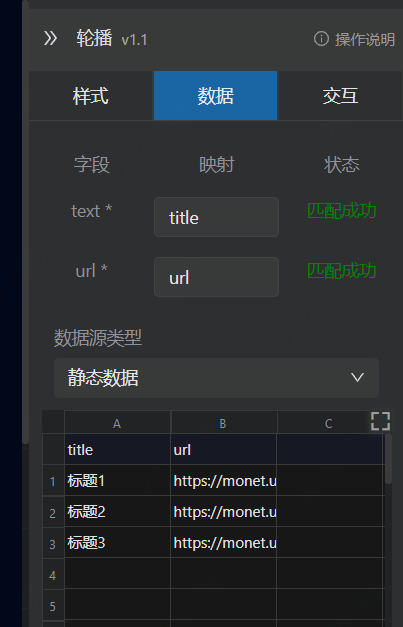 轮播 v1.1 操作说明
样式 数据 交互
字段 映射 状态
text * title 匹配成功
url * url 匹配成功
数据源类型
静态数据
A B C
title url
1 标题1 https://monet.u
2 标题2 https://monet.u
3 标题3 https://monet.u
4
5